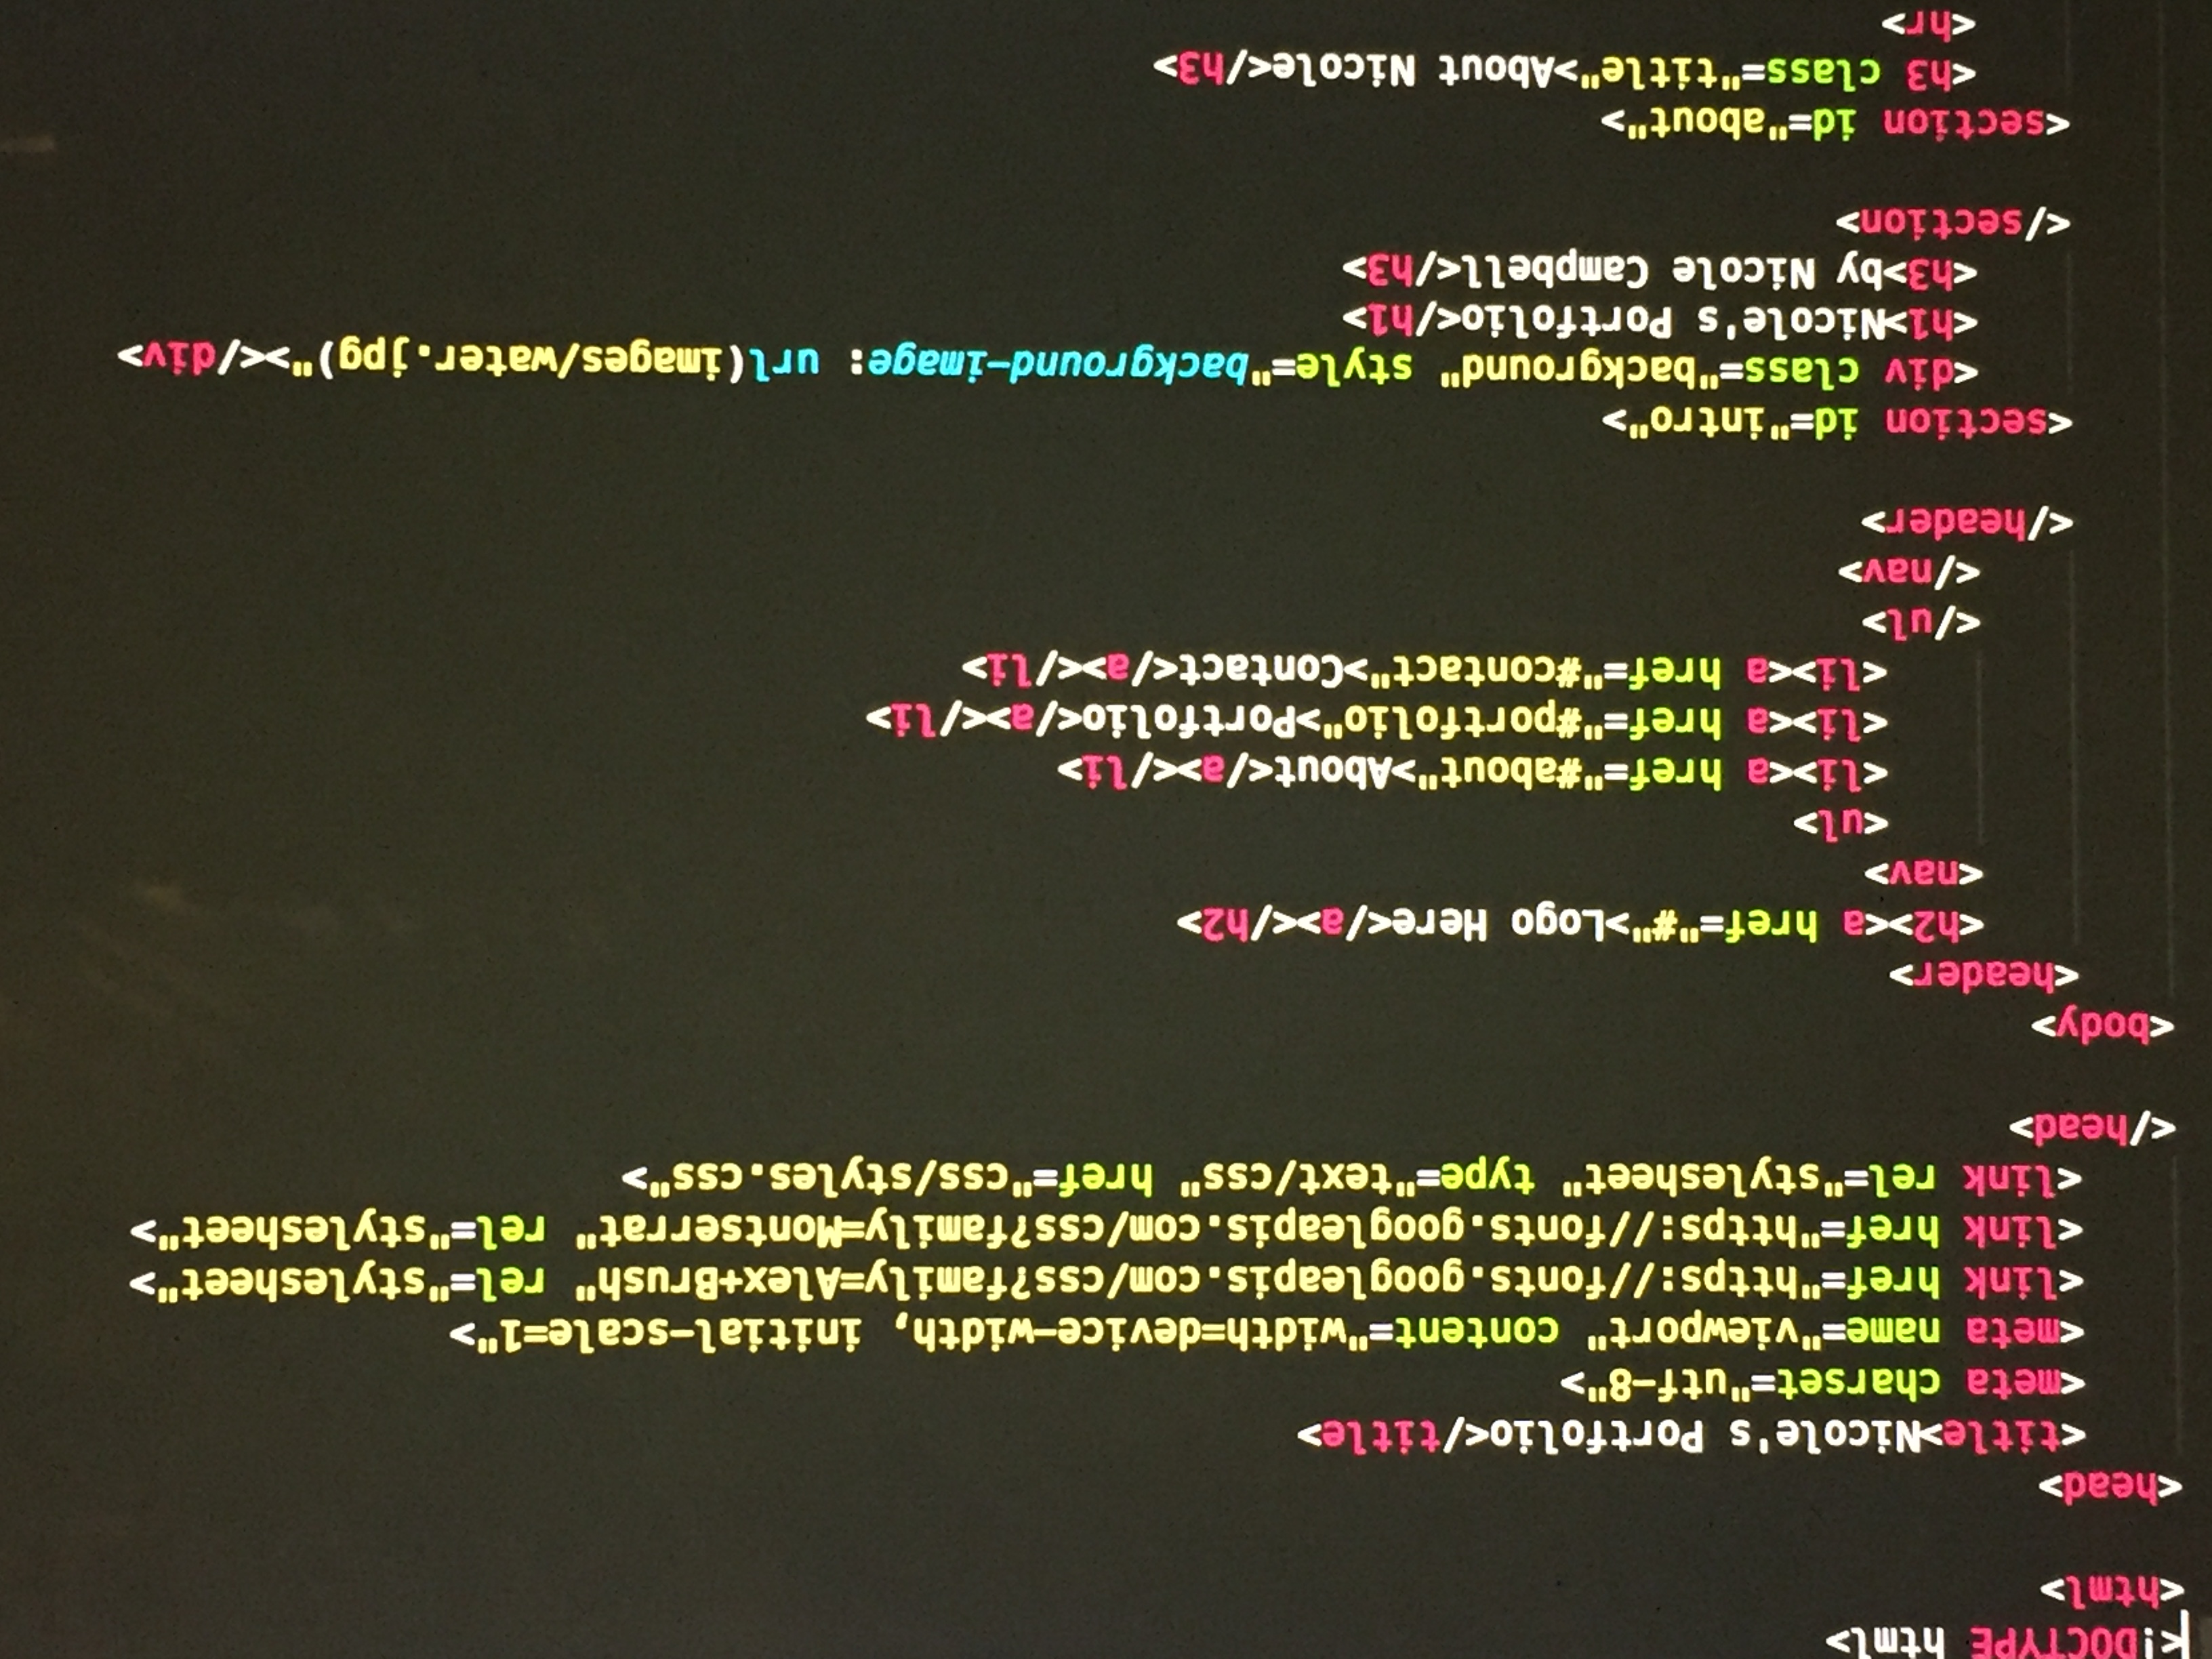 <!DOCTYPE html>
<html>
<head>
<title>Nicole's Portfolio</title>
<meta charset="utf-8">
<meta name="viewport" content="width=device-width, initial-scale=1">
<link href="https://fonts.googleapis.com/css?family=Alex+Brush" rel="stylesheet">
<link href="https://fonts.googleapis.com/css?family=Montserrat" rel="stylesheet">
<link rel="stylesheet" type="text/css" href="css/styles.css">
</head>
<body>
<header>
<h2><a href="#">Logo Here</a></h2>
<nav>
<ul>
<li><a href="#about">About</a></li>
<li><a href="#portfolio">Portfolio</a></li>
<li><a href="#contact">Contact</a></li>
</ul>
</nav>
</header>
<section id="intro">
<div class="background" style="background-image: url(images/water.jpg)"></div>
<h1>Nicole's Portfolio</h1>
<h3>by Nicole Campbell</h3>
</section>
<section id="about">
<h3 class="title">About Nicole</h3>
<hr>